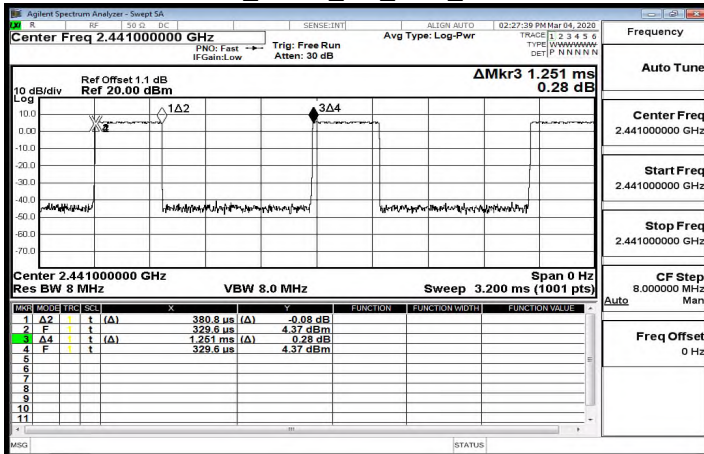 Agilent Spectrum Analyzer - Swept SA
R RF 50 Ω DC SENSE:INT ALIGN AUTO 02:27:39 PM Mar 04, 2020
Center Freq 2.441000000 GHz
PNO: Fast
IFGain:Low
Trig: Free Run
Atten: 30 dB
Avg Type: Log-Pwr
TRACE 1 2 3 4 5 6
TYPE WWWWWW
DET P N N N N N
Frequency
Auto Tune
Ref Offset 1.1 dB
10 dB/div Ref 20.00 dBm
Log
ΔMkr3 1.251 ms
0.28 dB
10.0
0.00
-10.0
-20.0
-30.0
-40.0
-50.0
-60.0
-70.0
1Δ2
3Δ4
Center Freq
2.441000000 GHz
Start Freq
2.441000000 GHz
Stop Freq
2.441000000 GHz
CF Step
8.000000 MHz
Auto Man
Freq Offset
0 Hz
Center 2.441000000 GHz Span 0 Hz
Res BW 8 MHz VBW 8.0 MHz Sweep 3.200 ms (1001 pts)
MKR MODE TRC SCL X Y FUNCTION FUNCTION WIDTH FUNCTION VALUE
1 Δ2 1 t (Δ) 380.8 µs (Δ) -0.08 dB
2 F 1 t 329.6 µs 4.37 dBm
3 Δ4 1 t (Δ) 1.251 ms (Δ) 0.28 dB
4 F 1 t 329.6 µs 4.37 dBm
5
6
7
8
9
10
11
MSG STATUS